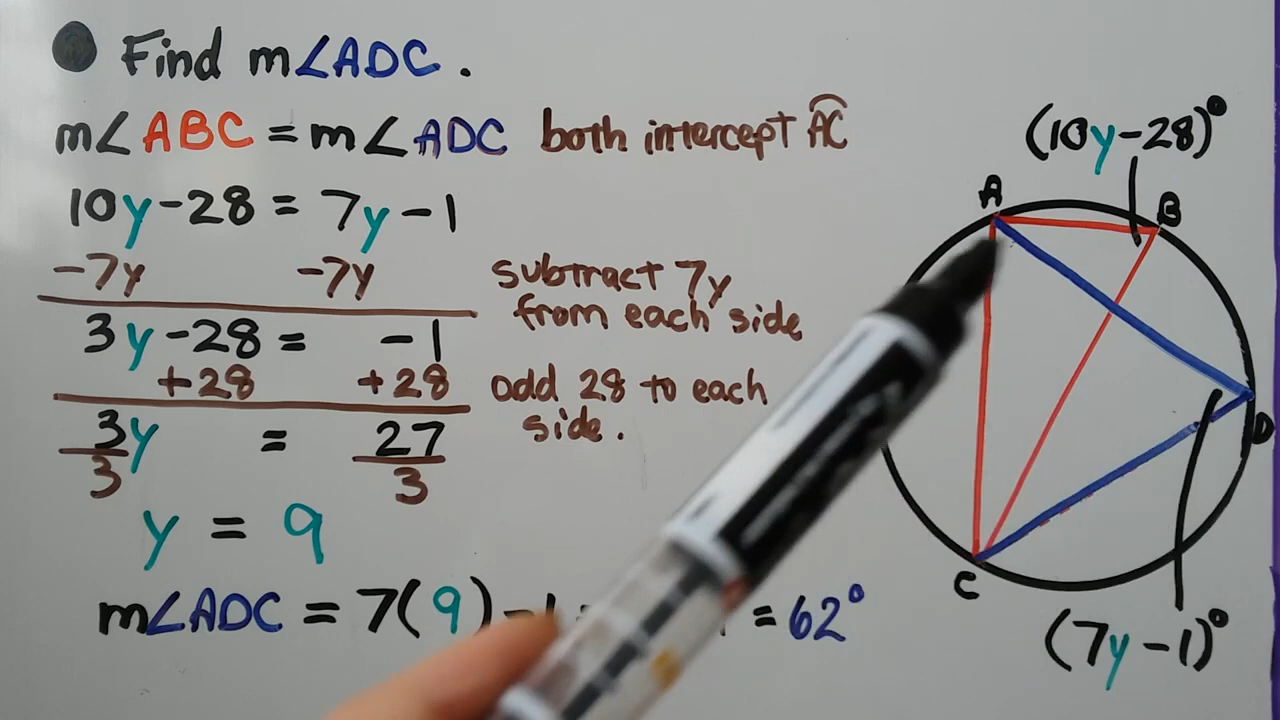 Find m∠ADC.
m∠ABC = m∠ADC both intercept A͡C
10y-28 = 7y-1
-7y -7y subtract 7y
from each side
3y-28 = -1
+28 +28 add 28 to each
side.
3y = 27
3 3
y = 9
m∠ADC = 7(9)-1 = 62°
(10y-28)°
A
B
D
C
(7y-1)°